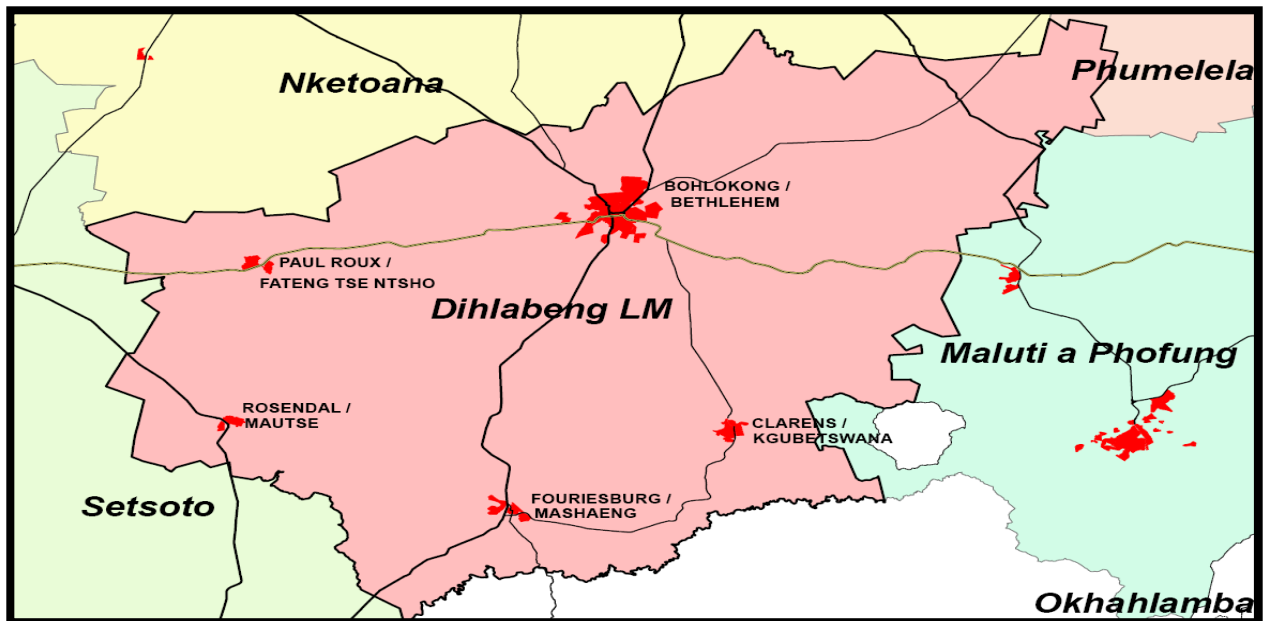 Nketoana
Phumelela
BOHLOKONG /
BETHLEHEM
PAUL ROUX /
FATENG TSE NTSHO
Dihlabeng LM
Maluti a Phofung
ROSENDAL /
MAUTSE
CLARENS /
KGUBETSWANA
Setsoto
FOURIESBURG /
MASHAENG
Okhahlamba